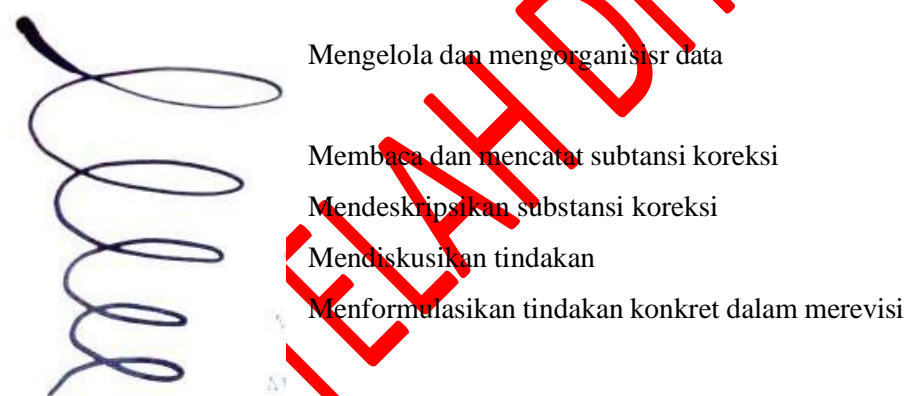 Mengelola dan mengorganisisr data
Membaca dan mencatat subtansi koreksi
Mendeskripsikan substansi koreksi
Mendiskusikan tindakan
Menformulasikan tindakan konkret dalam merevisi
TELAH